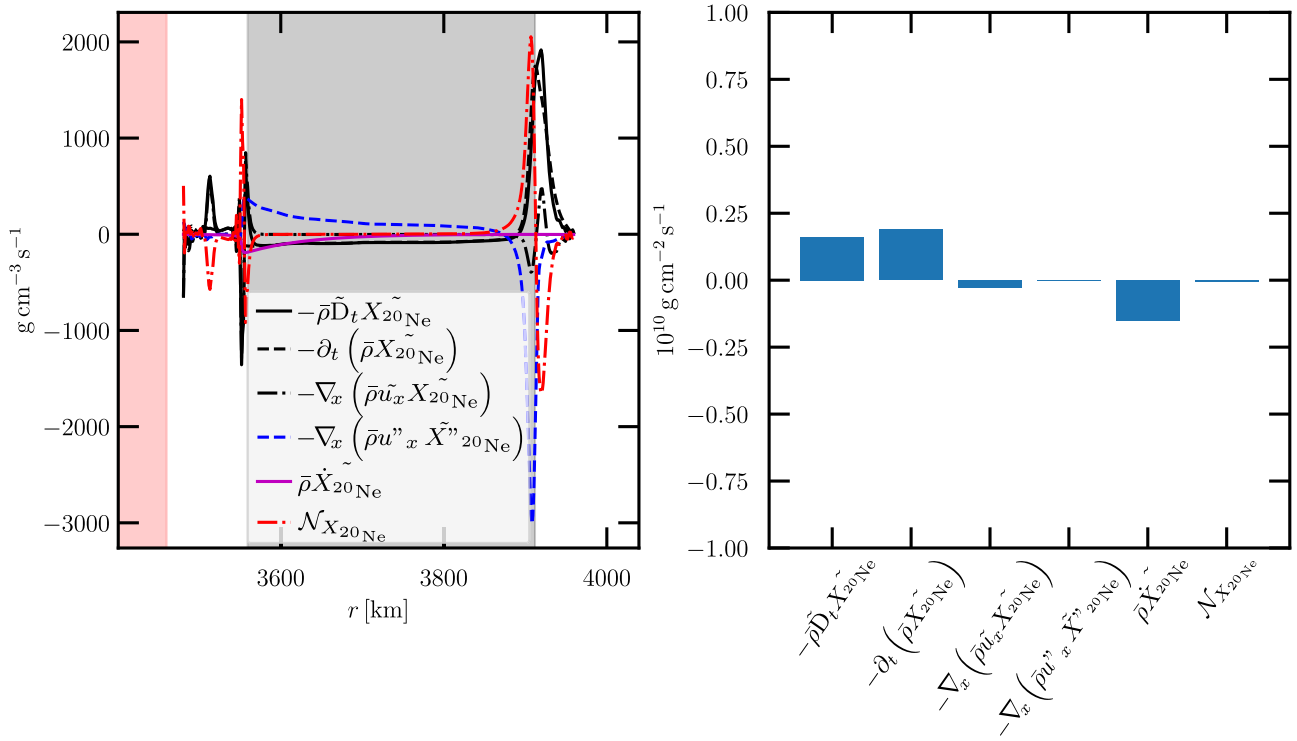 2000
1000
0
−1000
−2000
−3000
g cm⁻³ s⁻¹
3600 3800 4000
r [km]
−ρ̄D̃ₜX̃²⁰Ne
−∂ₜ (ρ̄X̃²⁰Ne)
−∇ₓ (ρ̄ũₓX̃²⁰Ne)
−∇ₓ (ρ̄u”ₓ X̃”²⁰Ne)
ρ̄Ẋ̃²⁰Ne
𝒩X²⁰Ne
1.00
0.75
0.50
0.25
0.00
−0.25
−0.50
−0.75
−1.00
10¹⁰ g cm⁻² s⁻¹
−ρ̄D̃ₜX̃²⁰Ne
−∂ₜ (ρ̄X̃²⁰Ne)
−∇ₓ (ρ̄ũₓX̃²⁰Ne)
−∇ₓ (ρ̄u”ₓ X̃”²⁰Ne)
ρ̄Ẋ̃²⁰Ne
𝒩X²⁰Ne